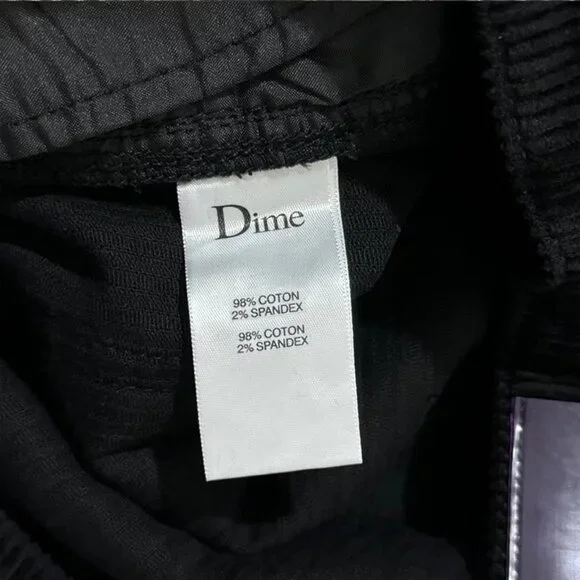 Dime
98% COTON
2% SPANDEX
98% COTON
2% SPANDEX